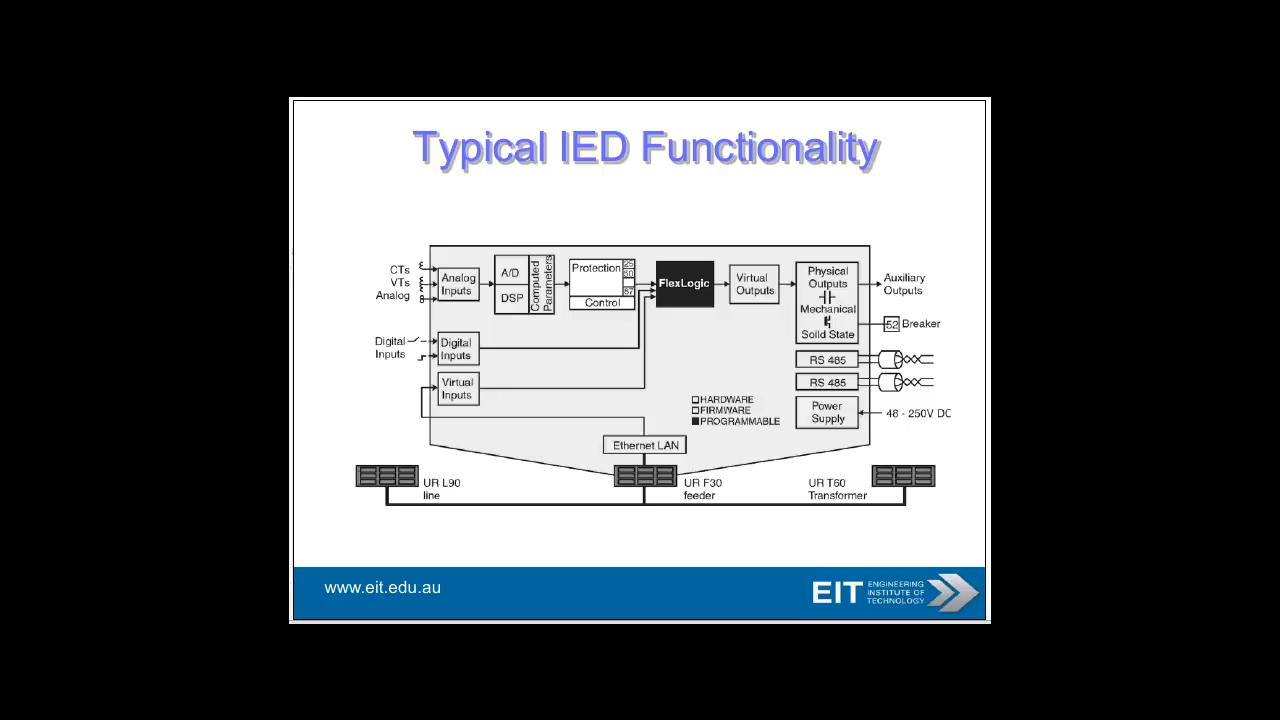 Typical IED Functionality
CTs
VTs
Analog
Analog
Inputs
A/D
DSP
Computed
Parameters
Protection
87
Control
FlexLogic
Virtual
Outputs
Physical
Outputs
Mechanical
Soild State
Auxiliary
Outputs
52 Breaker
Digital
Inputs
Digital
Inputs
Virtual
Inputs
RS 485
RS 485
Power
Supply
48 - 250V DC
HARDWARE
FIRMWARE
PROGRAMMABLE
Ethernet LAN
UR L90
line
UR F30
feeder
UR T60
Transformer
www.eit.edu.au
EIT
ENGINEERING
INSTITUTE OF
TECHNOLOGY